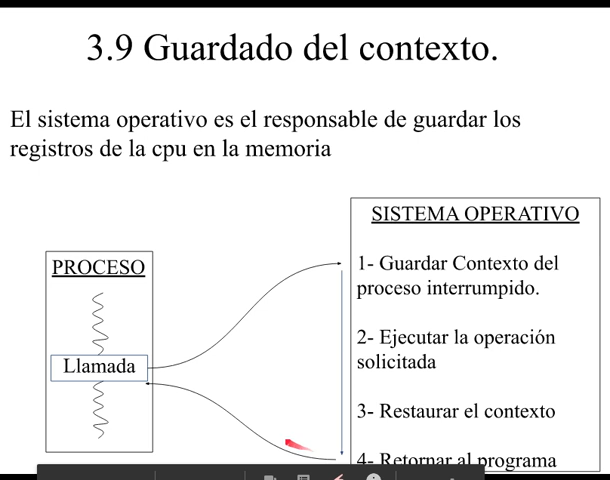 3.9 Guardado del contexto.
El sistema operativo es el responsable de guardar los
registros de la cpu en la memoria
SISTEMA OPERATIVO
1- Guardar Contexto del
proceso interrumpido.
2- Ejecutar la operación
solicitada
3- Restaurar el contexto
4- Retornar al programa
PROCESO
Llamada